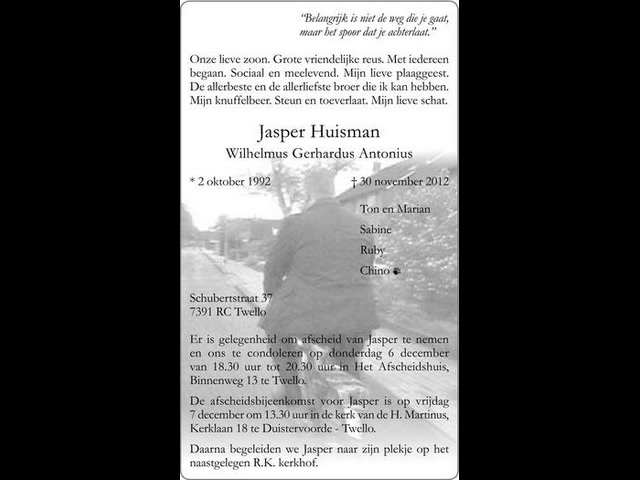 “Belangrijk is niet de weg die je gaat,
maar het spoor dat je achterlaat.”
Onze lieve zoon. Grote vriendelijke reus. Met iedereen
begaan. Sociaal en meelevend. Mijn lieve plaaggeest.
De allerbeste en de allerliefste broer die ik kan hebben.
Mijn knuffelbeer. Steun en toeverlaat. Mijn lieve schat.
Jasper Huisman
Wilhelmus Gerhardus Antonius
* 2 oktober 1992 † 30 november 2012
Ton en Marian
Sabine
Ruby
Chino
Schubertstraat 37
7391 RC Twello
Er is gelegenheid om afscheid van Jasper te nemen
en ons te condoleren op donderdag 6 december
van 18.30 uur tot 20.30 uur in Het Afscheidshuis,
Binnenweg 13 te Twello.
De afscheidsbijeenkomst voor Jasper is op vrijdag
7 december om 13.30 uur in de kerk van de H. Martinus,
Kerklaan 18 te Duistervoorde - Twello.
Daarna begeleiden we Jasper naar zijn plekje op het
naastgelegen R.K. kerkhof.